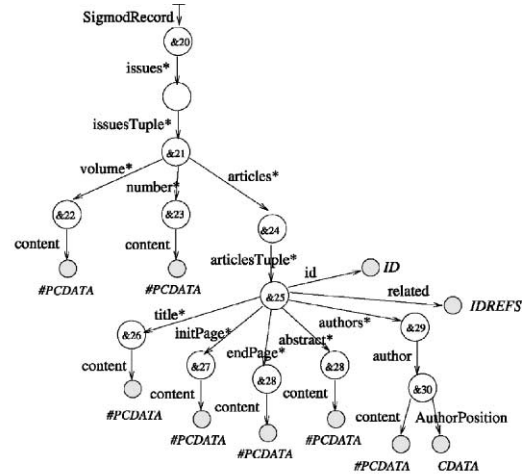 SigmodRecord
&20
issues*
issuesTuple*
&21
volume*
number*
articles*
&22
&23
&24
content
content
#PCDATA
#PCDATA
articlesTuple*
id
ID
&25
related
IDREFS
title*
initPage*
endPage*
abstract*
authors*
&26
&27
&28
&28
&29
content
content
content
content
author
#PCDATA
#PCDATA
#PCDATA
#PCDATA
&30
content
AuthorPosition
#PCDATA
CDATA